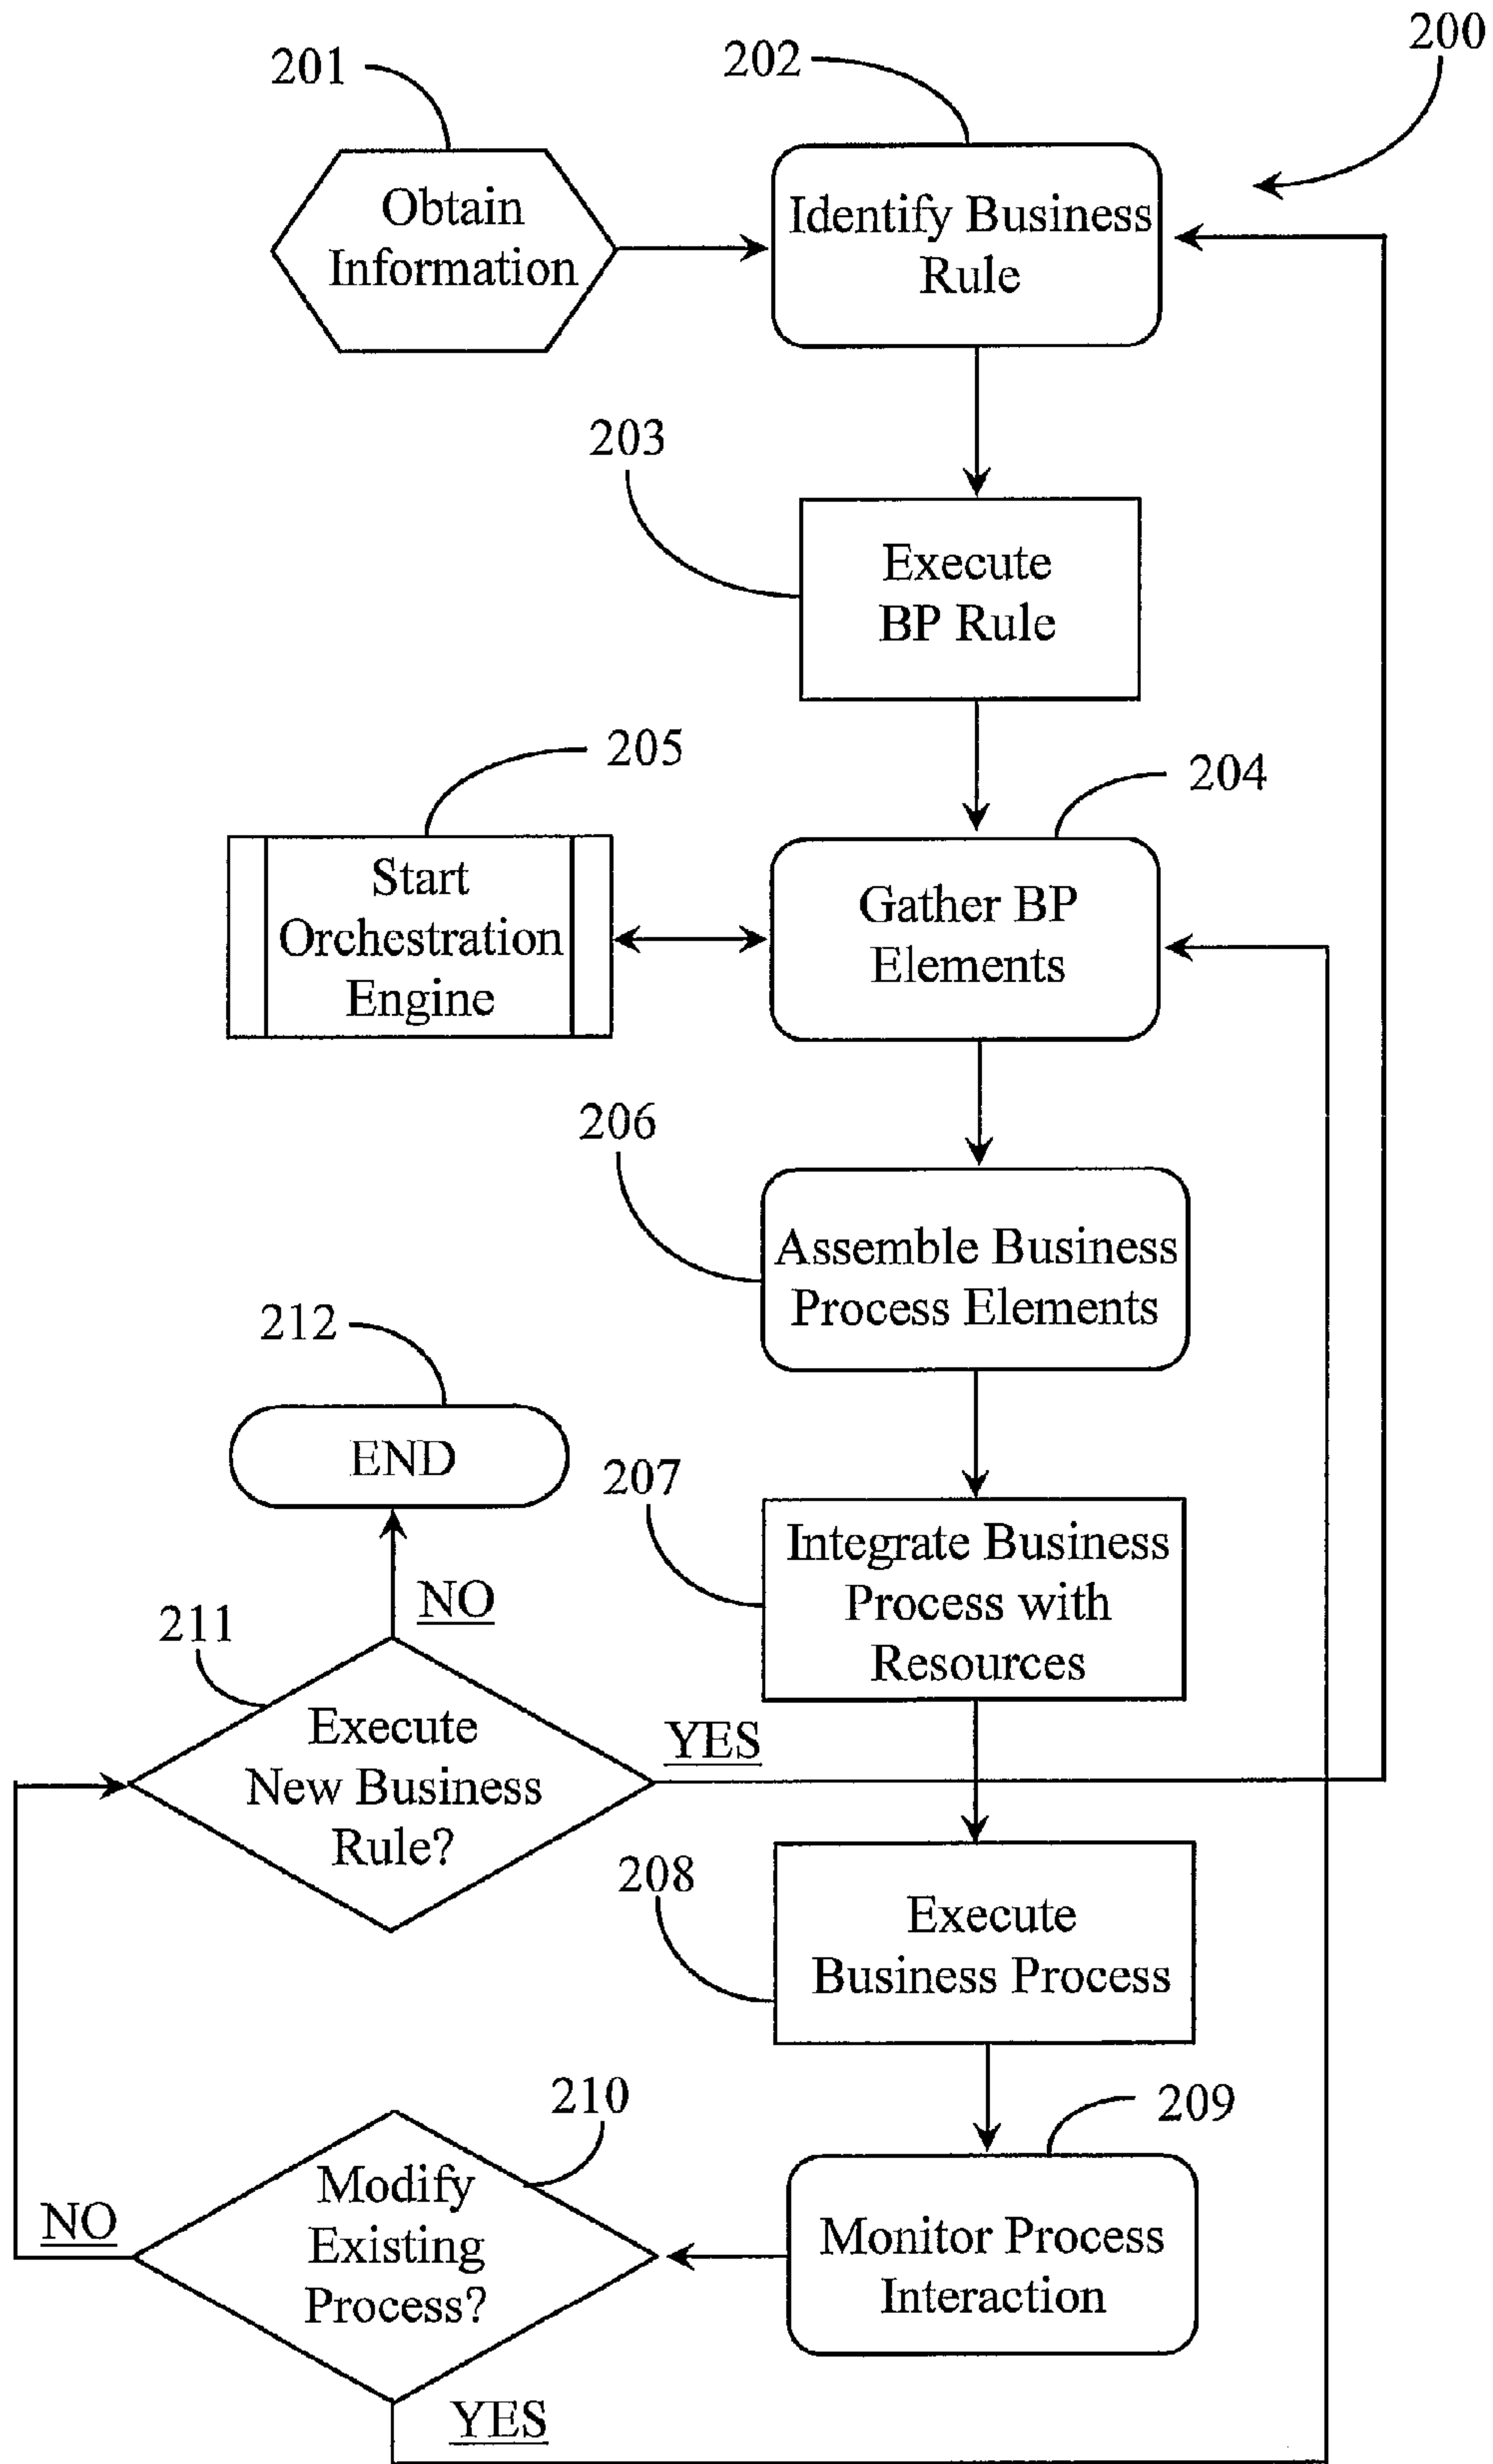 200
201
202
Obtain
Information
Identify Business
Rule
203
Execute
BP Rule
205
204
Start
Orchestration
Engine
Gather BP
Elements
206
Assemble Business
Process Elements
212
END
207
Integrate Business
Process with
Resources
NO
211
Execute
New Business
Rule?
YES
208
Execute
Business Process
210
209
Modify
Existing
Process?
NO
Monitor Process
Interaction
YES